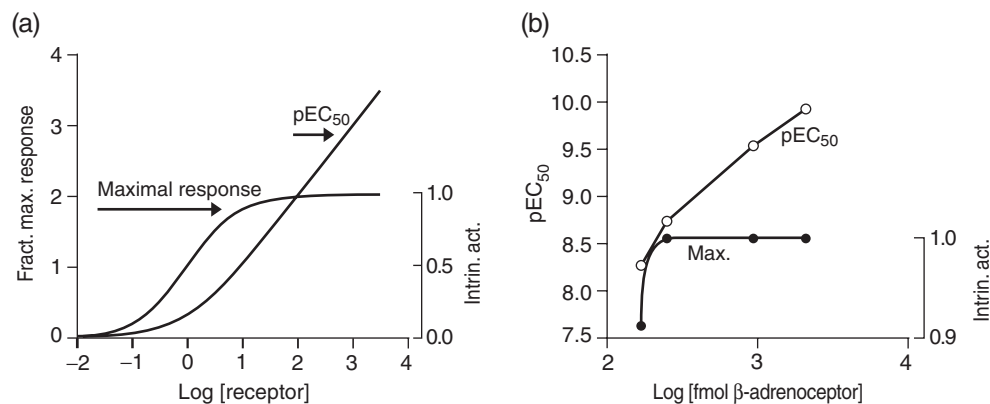 (a)
4
3
2
1
0
Fract. max. response
pEC50
Maximal response
1.0
0.5
0.0
Intrin. act.
−2 −1 0 1 2 3 4
Log [receptor]
(b)
10.5
10.0
9.5
9.0
8.5
8.0
7.5
pEC50
pEC50
Max.
1.0
0.9
Intrin. act.
2 3 4
Log [fmol β-adrenoceptor]